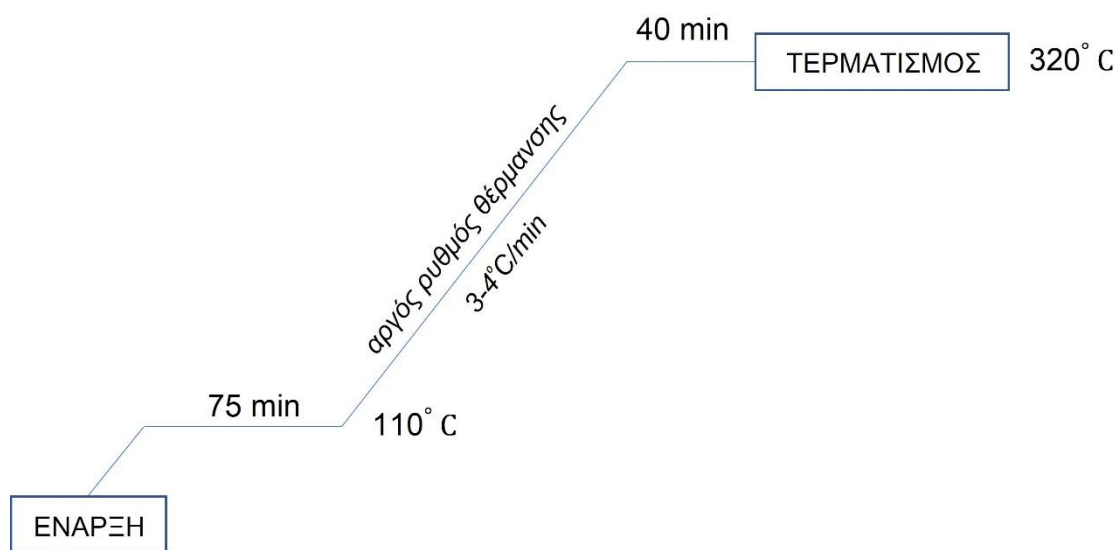 40 min
ΤΕΡΜΑΤΙΣΜΟΣ
320° C
αργός ρυθμός θέρμανσης
3-4°C/min
75 min
110° C
ΕΝΑΡΞΗ